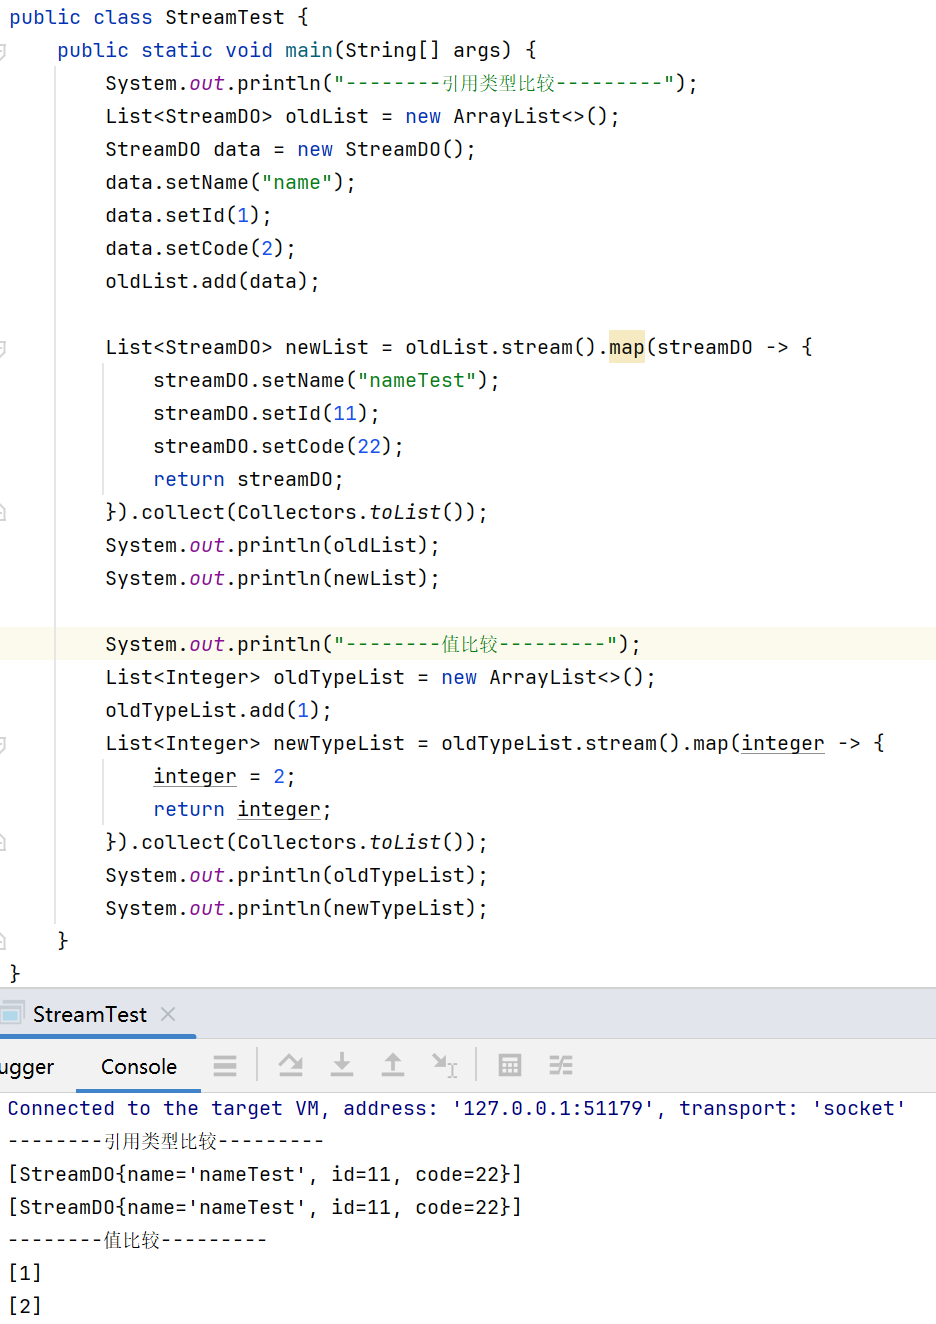 public class StreamTest {
    public static void main(String[] args) {
        System.out.println("--------引用类型比较---------");
        List<StreamDO> oldList = new ArrayList<>();
        StreamDO data = new StreamDO();
        data.setName("name");
        data.setId(1);
        data.setCode(2);
        oldList.add(data);

        List<StreamDO> newList = oldList.stream().map(streamDO -> {
            streamDO.setName("nameTest");
            streamDO.setId(11);
            streamDO.setCode(22);
            return streamDO;
        }).collect(Collectors.toList());
        System.out.println(oldList);
        System.out.println(newList);

        System.out.println("--------值比较---------");
        List<Integer> oldTypeList = new ArrayList<>();
        oldTypeList.add(1);
        List<Integer> newTypeList = oldTypeList.stream().map(integer -> {
            integer = 2;
            return integer;
        }).collect(Collectors.toList());
        System.out.println(oldTypeList);
        System.out.println(newTypeList);
    }
}
StreamTest
ugger Console
Connected to the target VM, address: '127.0.0.1:51179', transport: 'socket'
--------引用类型比较---------
[StreamDO{name='nameTest', id=11, code=22}]
[StreamDO{name='nameTest', id=11, code=22}]
--------值比较---------
[1]
[2]